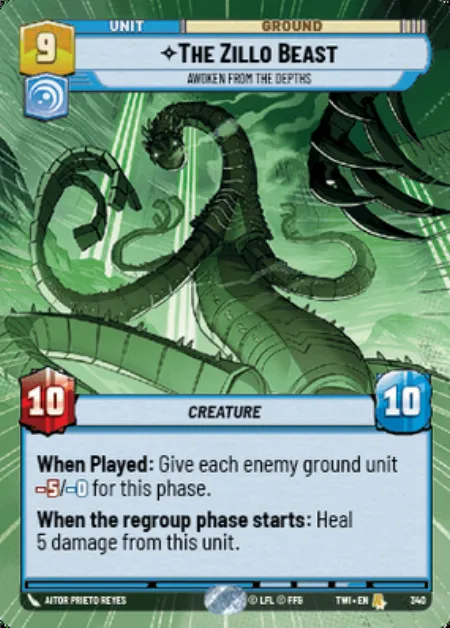 UNIT GROUND
9
✧THE ZILLO BEAST
AWOKEN FROM THE DEPTHS
10 10
CREATURE
When Played: Give each enemy ground unit
-5/-0 for this phase.
When the regroup phase starts: Heal
5 damage from this unit.
AITOR PRIETO REYES © LFL © FFG TWI • EN 340